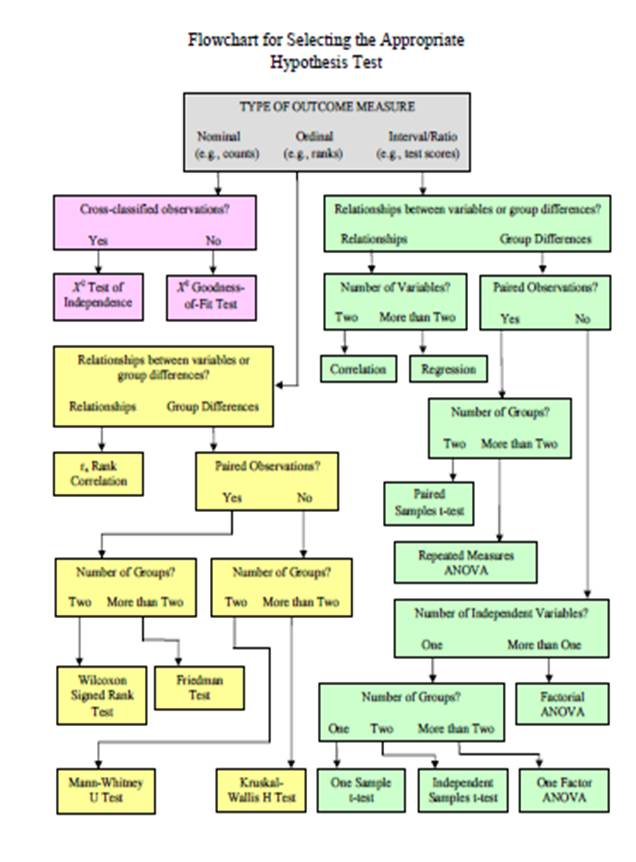 Flowchart for Selecting the Appropriate
Hypothesis Test
TYPE OF OUTCOME MEASURE
Nominal Ordinal Interval/Ratio
(e.g., counts) (e.g., ranks) (e.g., test scores)
Cross-classified observations?
Yes No
X² Test of
Independence
X² Goodness-
of-Fit Test
Relationships between variables or group differences?
Relationships Group Differences
Number of Variables?
Two More than Two
Paired Observations?
Yes No
Correlation
Regression
Relationships between variables or
group differences?
Relationships Group Differences
Number of Groups?
Two More than Two
rs Rank
Correlation
Paired Observations?
Yes No
Paired
Samples t-test
Repeated Measures
ANOVA
Number of Groups?
Two More than Two
Number of Groups?
Two More than Two
Number of Independent Variables?
One More than One
Wilcoxon
Signed Rank
Test
Friedman
Test
Number of Groups?
One Two More than Two
Factorial
ANOVA
Mann-Whitney
U Test
Kruskal-
Wallis H Test
One Sample
t-test
Independent
Samples t-test
One Factor
ANOVA